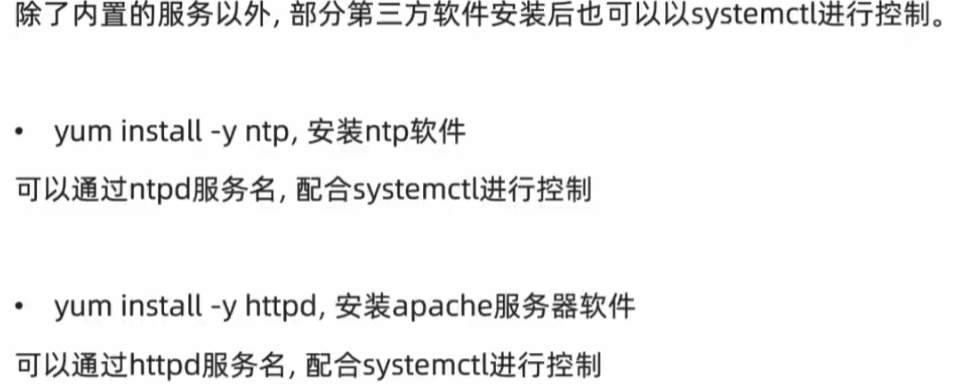 除了内置的服务以外, 部分第三方软件安装后也可以以systemctl进行控制。
• yum install -y ntp, 安装ntp软件
可以通过ntpd服务名, 配合systemctl进行控制
• yum install -y httpd, 安装apache服务器软件
可以通过httpd服务名, 配合systemctl进行控制